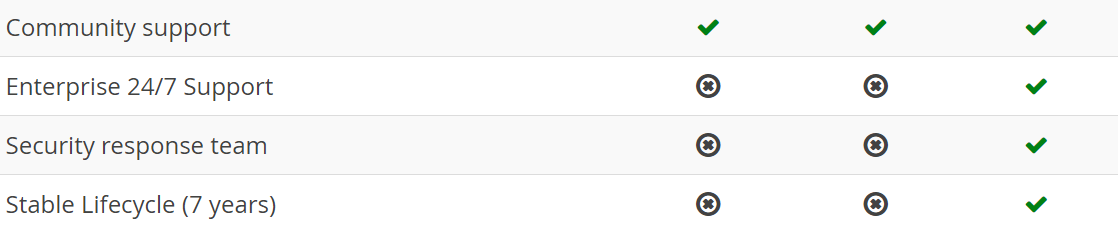 Community support
Enterprise 24/7 Support
Security response team
Stable Lifecycle (7 years)